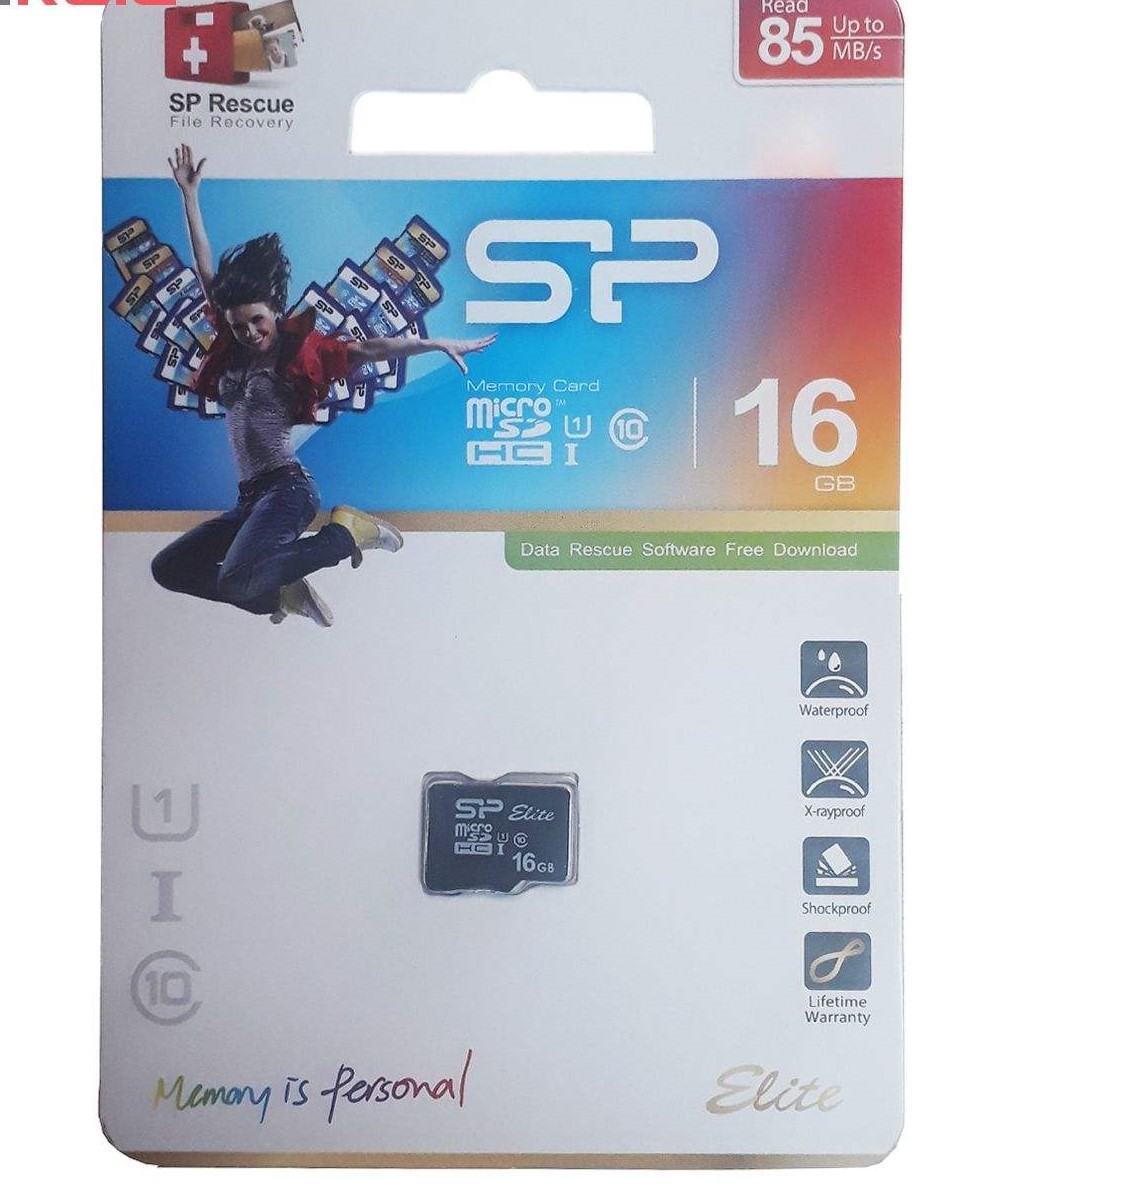 Read
85 Up to
MB/s
SP Rescue
File Recovery
SP
Memory Card
micro™
SD
HC I
U1
10
16
GB
Data Rescue Software Free Download
Waterproof
X-rayproof
Shockproof
Lifetime
Warranty
SP Elite
micro
SD
HC I
U1
10
16GB
1
I
10
Memory is personal
Elite